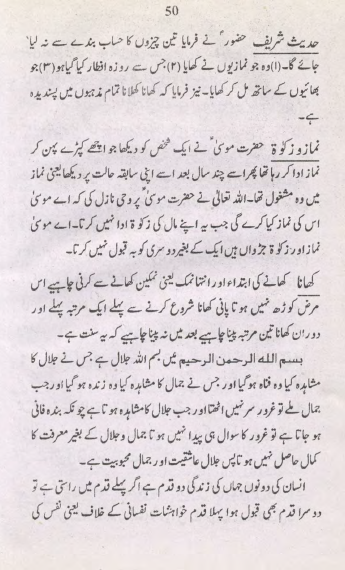 50
حدیث شریف حضورؐ نے فرمایا تین چیزوں کا حساب بندے سے نہ لیا
جائے گا۔ (۱) وہ جو نمازیوں نے کھایا (۲) جس سے روزہ افطار کیا گیا ہو (۳) جو
بھائیوں کے ساتھ مل کر کھایا۔ نیز فرمایا کہ کھانا کھلانا تمام مذہبوں میں پسندیدہ
ہے۔
نماز و زکوٰۃ حضرت موسیٰؑ نے ایک شخص کو دیکھا جو اچھے کپڑے پہن کر
نماز ادا کر رہا تھا پھر اسے چند سال بعد اسے اپنی سابقہ حالت پر دیکھا یعنی نماز
میں وہ مشغول تھا۔ اللہ تعالیٰ نے حضرت موسیٰؑ پر وحی نازل کی کہ اے موسیٰ
اس کی نماز کیا کرے گی جب یہ اپنے مال کی زکوٰۃ ادا نہیں کرتا۔ اے موسیٰ
نماز اور زکوٰۃ جڑواں ہیں ایک کے بغیر دوسری کو یہ قبول نہیں کرتا۔
کھانا کھانے کی ابتداء اور انتہا نمک یعنی نمکین کھانے سے کرنی چاہیے اس
مرض کوڑھ نہیں ہوتا پانی کھانا شروع کرنے سے پہلے ایک مرتبہ پہلے اور
دوران کھانا تین مرتبہ پینا چاہیے بعد میں نہ پینا چاہیے کہ یہ سنت ہے۔
بسم اللہ الرحمن الرحیم میں بسم اللہ جلال ہے جس نے جلال کا
مشاہدہ کیا وہ فناہ ہو گیا اور جس نے جمال کا مشاہدہ کیا وہ زندہ ہو گیا اور جب
جمال ملے تو غرور سر نہیں اٹھتا اور جب جلال کا مشاہدہ ہوتا ہے چونکہ بندہ فانی
ہو جاتا ہے تو غرور کا سوال ہی پیدا نہیں ہوتا جمال و جلال کے بغیر معرفت کا
کمال حاصل نہیں ہوتا پس جلال عاشقیت اور جمال محبوبیت ہے۔
انسان کی دونوں جہاں کی زندگی دو قدم ہے اگر پہلے قدم میں راستی ہے تو
دوسرا قدم بھی قبول ہوا پہلا قدم خواہشات نفسانی کے خلاف یعنی نفس کی